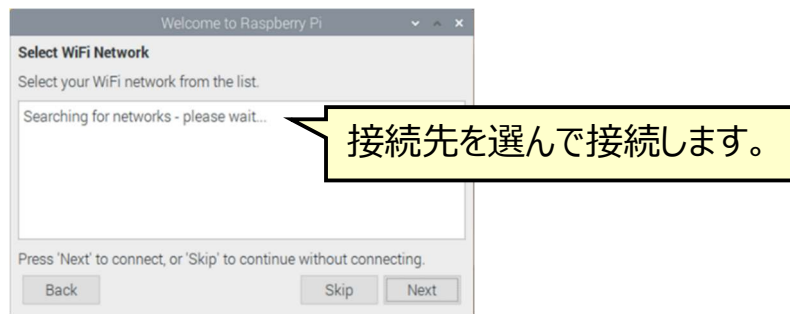 Welcome to Raspberry Pi
Select WiFi Network
Select your WiFi network from the list.
Searching for networks - please wait...
接続先を選んで接続します。
Press 'Next' to connect, or 'Skip' to continue without connecting.
Back
Skip
Next